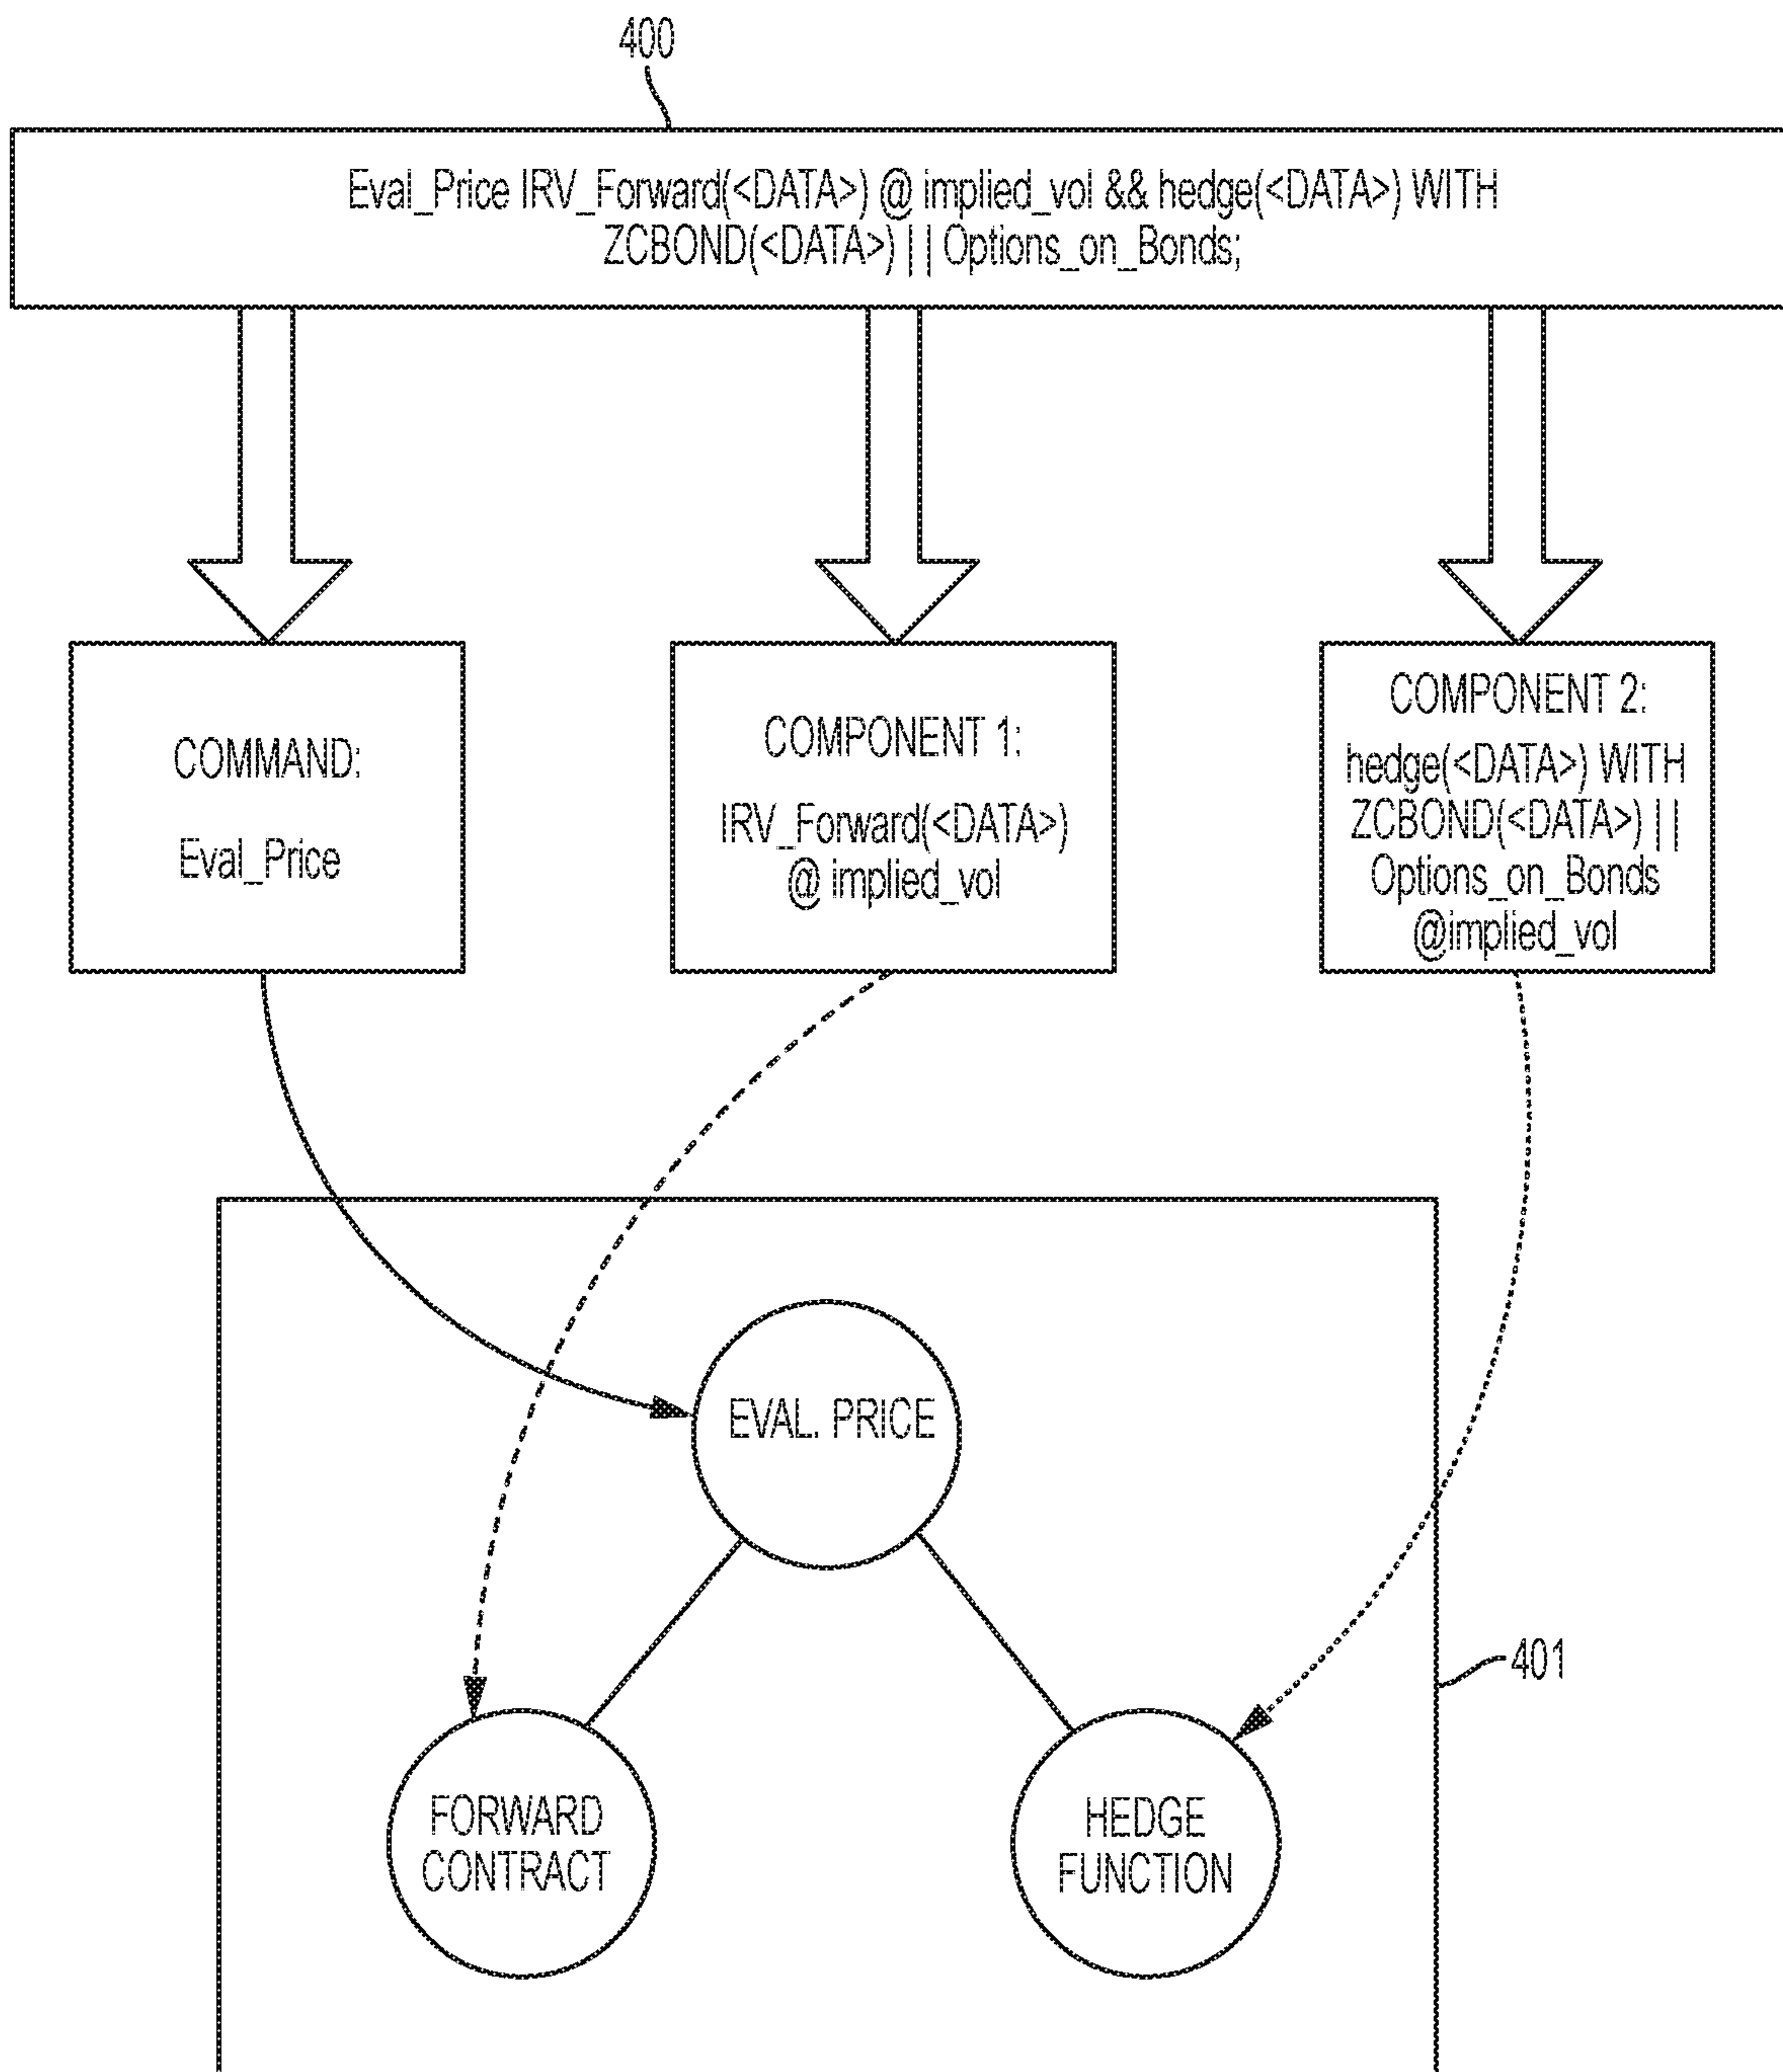 400
Eval_Price IRV_Forward(<DATA>) @ implied_vol && hedge(<DATA>) WITH
ZCBOND(<DATA>) || Options_on_Bonds;
COMMAND:
Eval_Price
COMPONENT 1:
IRV_Forward(<DATA>)
@ implied_vol
COMPONENT 2:
hedge(<DATA>) WITH
ZCBOND(<DATA>) ||
Options_on_Bonds
@implied_vol
EVAL. PRICE
401
FORWARD
CONTRACT
HEDGE
FUNCTION